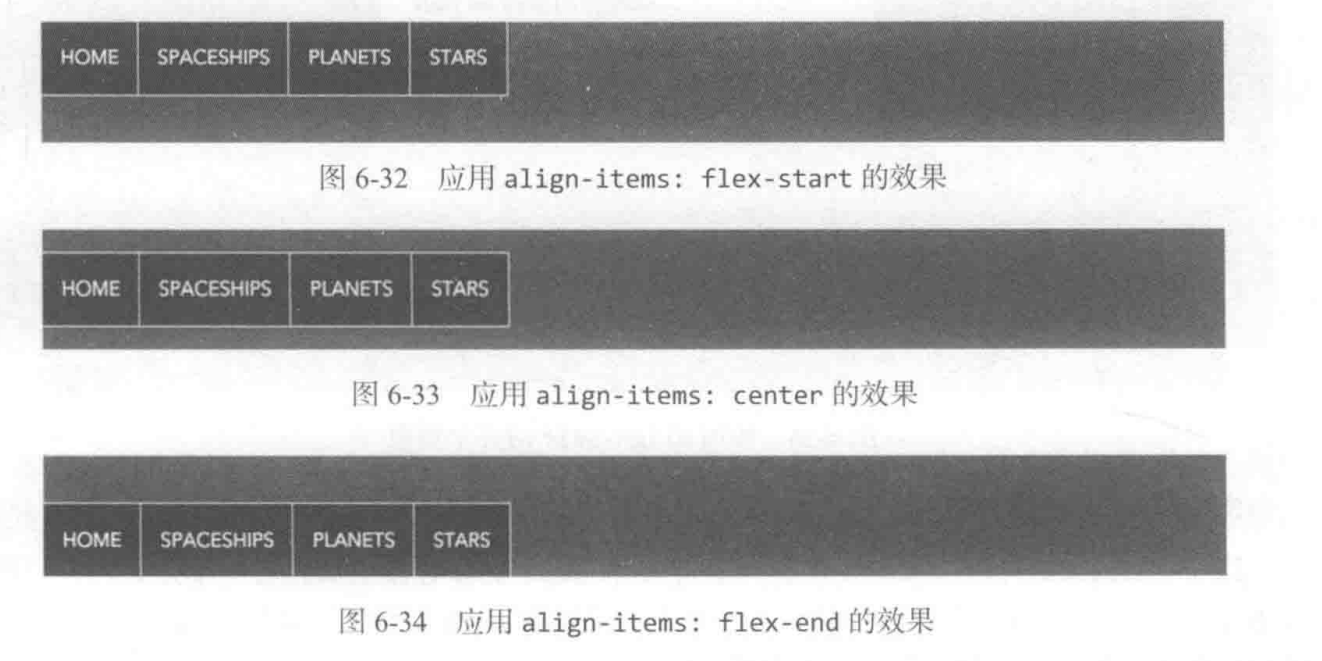 HOME SPACESHIPS PLANETS STARS
图 6-32 应用 align-items: flex-start 的效果
HOME SPACESHIPS PLANETS STARS
图 6-33 应用 align-items: center 的效果
HOME SPACESHIPS PLANETS STARS
图 6-34 应用 align-items: flex-end 的效果